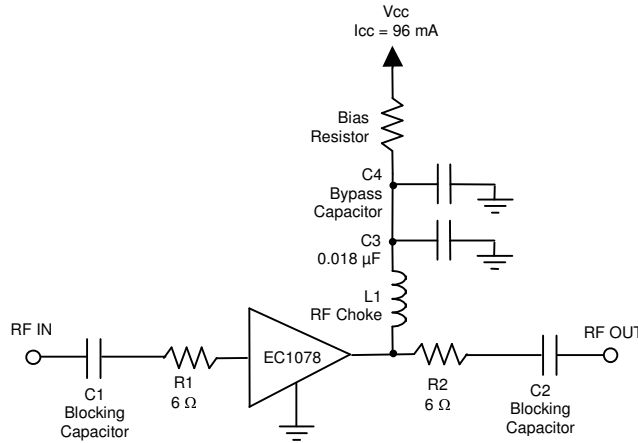 Vcc
Icc = 96 mA
Bias
Resistor
C4
Bypass
Capacitor
C3
0.018 µF
L1
RF Choke
RF IN
RF OUT
EC1078
C1
Blocking
Capacitor
R1
6 Ω
R2
6 Ω
C2
Blocking
Capacitor